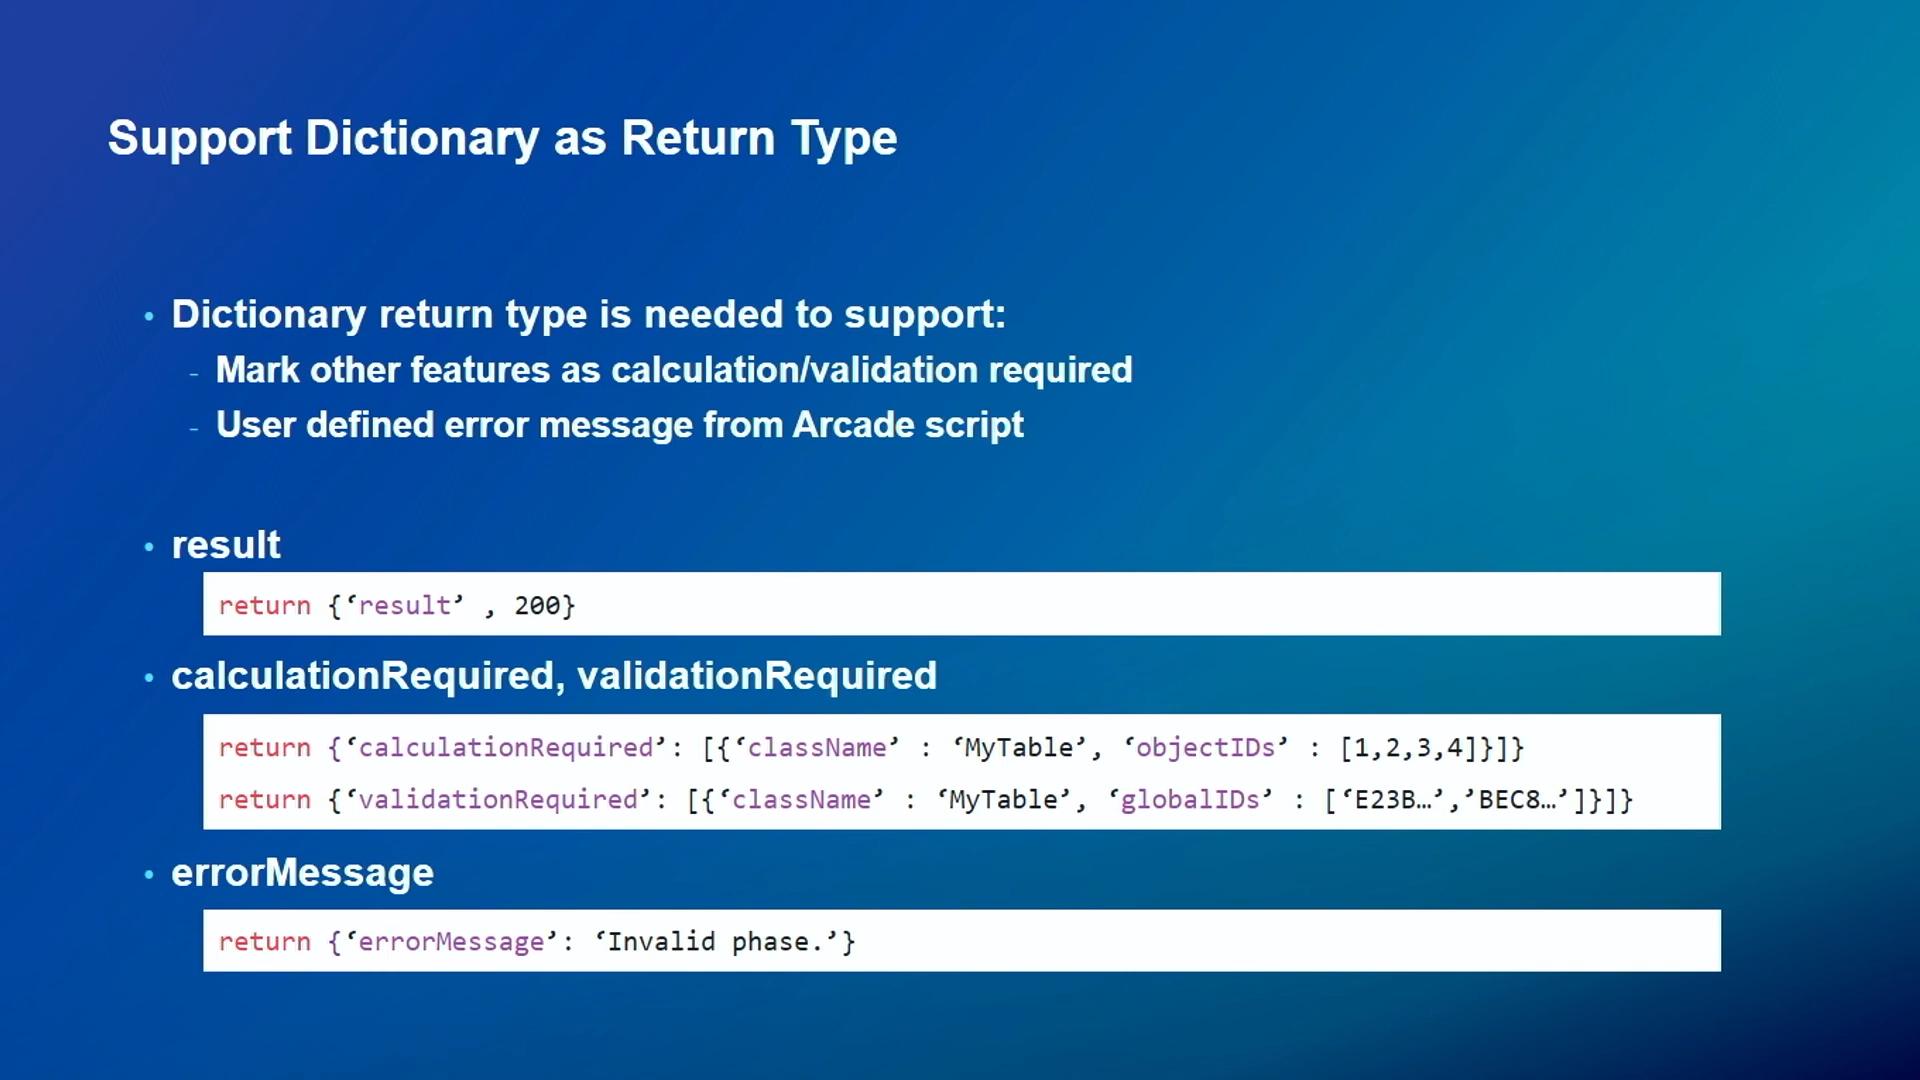 Support Dictionary as Return Type
• Dictionary return type is needed to support:
- Mark other features as calculation/validation required
- User defined error message from Arcade script
• result
return {‘result’ , 200}
• calculationRequired, validationRequired
return {‘calculationRequired’: [{‘className’ : ‘MyTable’, ‘objectIDs’ : [1,2,3,4]}]}
return {‘validationRequired’: [{‘className’ : ‘MyTable’, ‘globalIDs’ : [‘E23B…’,’BEC8…’]}]}
• errorMessage
return {‘errorMessage’: ‘Invalid phase.’}